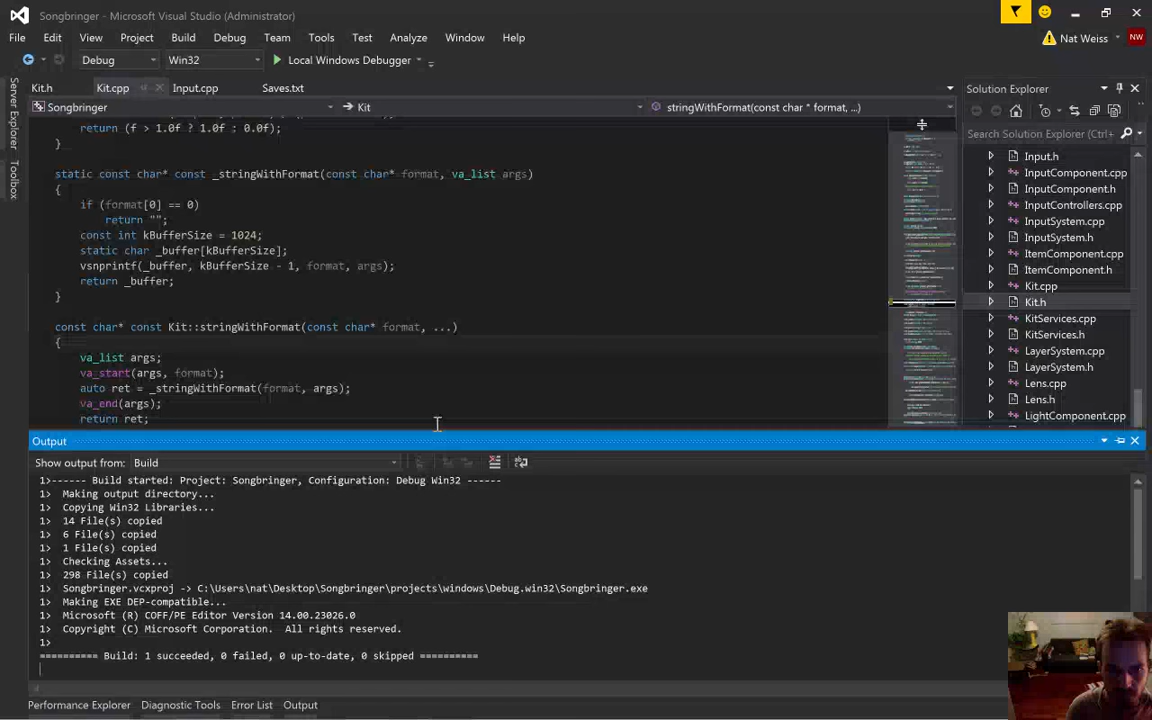 Songbringer - Microsoft Visual Studio (Administrator)
File Edit View Project Build Debug Team Tools Test Analyze Window Help
Nat Weiss NW
Debug Win32 Local Windows Debugger
Kit.h Kit.cpp Input.cpp Saves.txt
Solution Explorer
Songbringer Kit stringWithFormat(const char * format, ...)
Server Explorer
Toolbox
Search Solution Explorer (Ctrl+
return (f > 1.0f ? 1.0f : 0.0f);
}
static const char* const _stringWithFormat(const char* format, va_list args)
{
if (format[0] == 0)
return "";
const int kBufferSize = 1024;
static char _buffer[kBufferSize];
vsnprintf(_buffer, kBufferSize - 1, format, args);
return _buffer;
}
const char* const Kit::stringWithFormat(const char* format, ...)
{
va_list args;
va_start(args, format);
auto ret = _stringWithFormat(format, args);
va_end(args);
return ret;
Input.h
InputComponent.cpp
InputComponent.h
InputControllers.cpp
InputSystem.cpp
InputSystem.h
ItemComponent.cpp
ItemComponent.h
Kit.cpp
Kit.h
KitServices.cpp
KitServices.h
LayerSystem.cpp
LayerSystem.h
Lens.cpp
Lens.h
LightComponent.cpp
Output
Show output from: Build
1>------ Build started: Project: Songbringer, Configuration: Debug Win32 ------
1> Making output directory...
1> Copying Win32 Libraries...
1> 14 File(s) copied
1> 6 File(s) copied
1> 1 File(s) copied
1> Checking Assets...
1> 298 File(s) copied
1> Songbringer.vcxproj -> C:\Users\nat\Desktop\Songbringer\projects\windows\Debug.win32\Songbringer.exe
1> Making EXE DEP-compatible...
1> Microsoft (R) COFF/PE Editor Version 14.00.23026.0
1> Copyright (C) Microsoft Corporation. All rights reserved.
1>
========== Build: 1 succeeded, 0 failed, 0 up-to-date, 0 skipped ==========
Performance Explorer Diagnostic Tools Error List Output